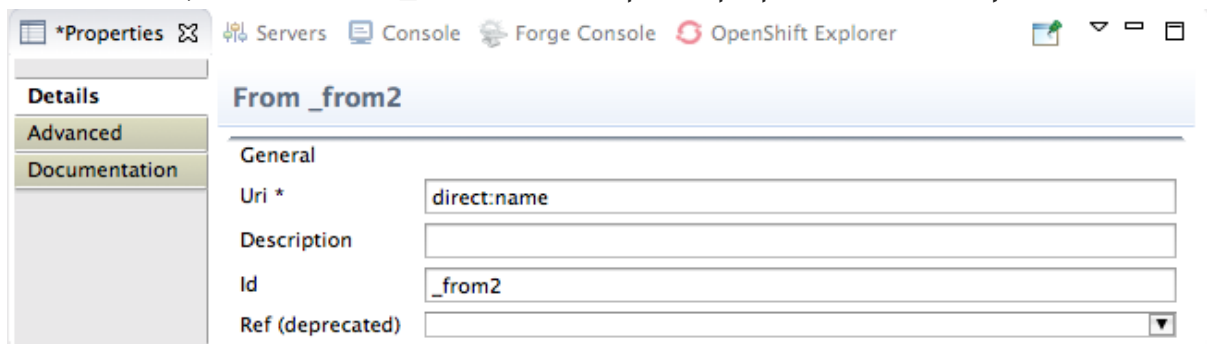 *Properties Servers Console Forge Console OpenShift Explorer
Details
From _from2
Advanced
Documentation
General
Uri * direct:name
Description
Id _from2
Ref (deprecated)